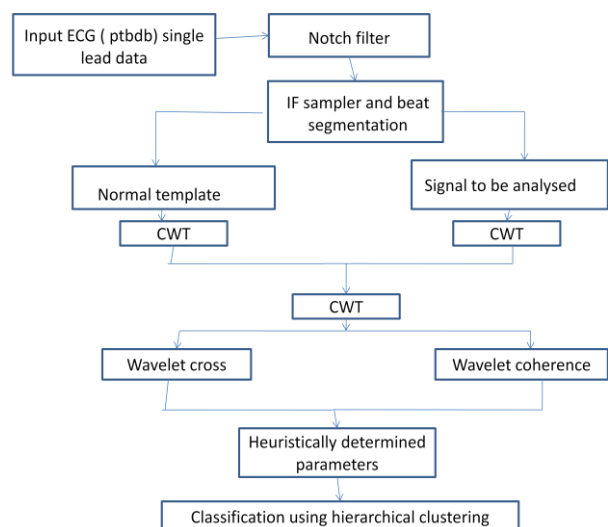 Input ECG ( ptbdb) single
lead data
Notch filter
IF sampler and beat
segmentation
Normal template
Signal to be analysed
CWT
CWT
CWT
Wavelet cross
Wavelet coherence
Heuristically determined
parameters
Classification using hierarchical clustering